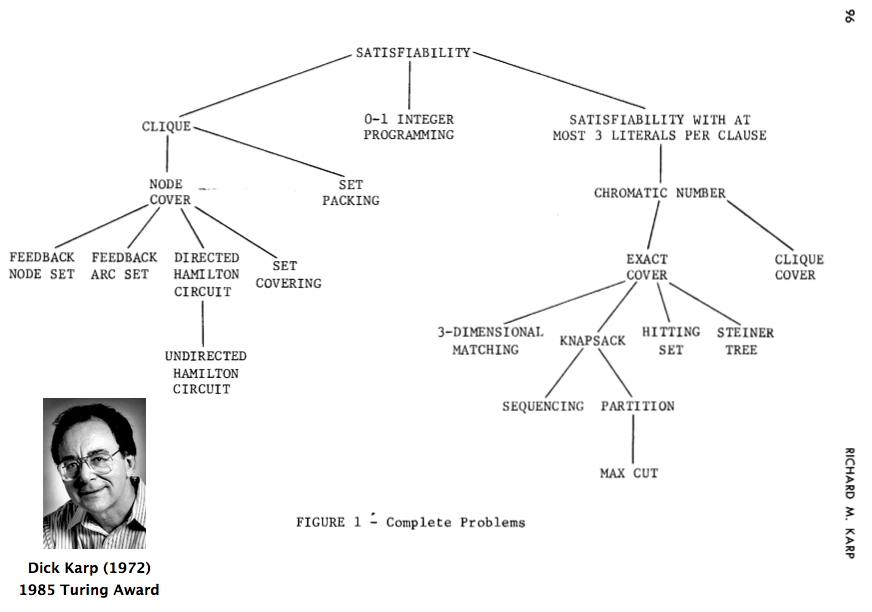 96
SATISFIABILITY
CLIQUE
0-1 INTEGER
PROGRAMMING
SATISFIABILITY WITH AT
MOST 3 LITERALS PER CLAUSE
NODE
COVER
SET
PACKING
CHROMATIC NUMBER
FEEDBACK
NODE SET
FEEDBACK
ARC SET
DIRECTED
HAMILTON
CIRCUIT
SET
COVERING
EXACT
COVER
CLIQUE
COVER
UNDIRECTED
HAMILTON
CIRCUIT
3-DIMENSIONAL
MATCHING
KNAPSACK
HITTING
SET
STEINER
TREE
SEQUENCING
PARTITION
MAX CUT
RICHARD M. KARP
FIGURE 1 - Complete Problems
Dick Karp (1972)
1985 Turing Award